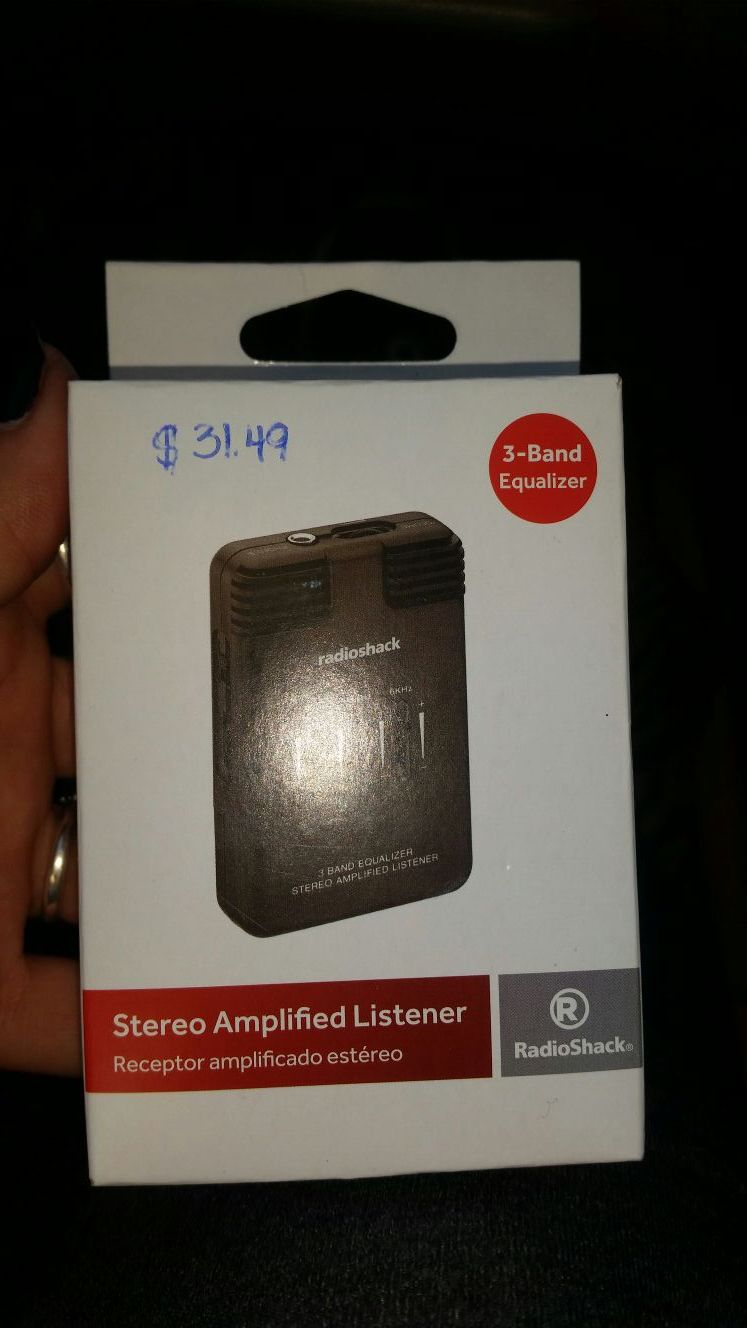 $ 31.49
3-Band
Equalizer
radioshack
6KHz
+
3 BAND EQUALIZER
STEREO AMPLIFIED LISTENER
Stereo Amplified Listener
Receptor amplificado estéreo
R
RadioShack®